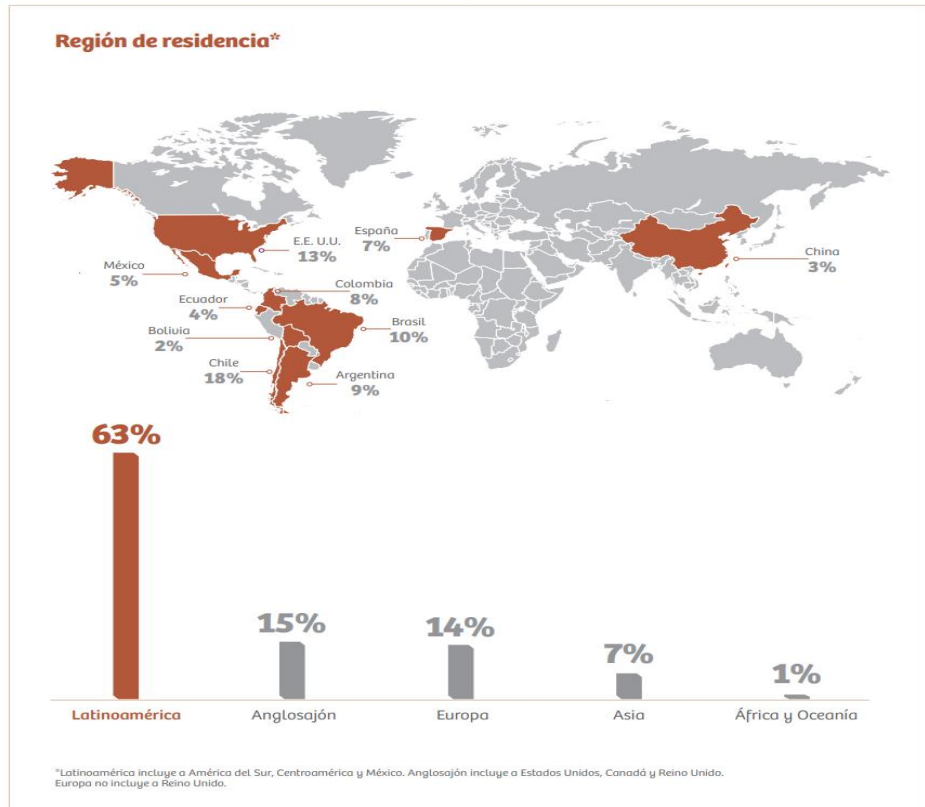 Región de residencia*
E.E. U.U.
13%
España
7%
China
3%
México
5%
Colombia
8%
Ecuador
4%
Brasil
10%
Bolivia
2%
Chile
18%
Argentina
9%
63%
15%
14%
7%
1%
Latinoamérica
Anglosajón
Europa
Asia
África y Oceanía
*Latinoamérica incluye a América del Sur, Centroamérica y México. Anglosajón incluye a Estados Unidos, Canadá y Reino Unido.
Europa no incluye a Reino Unido.